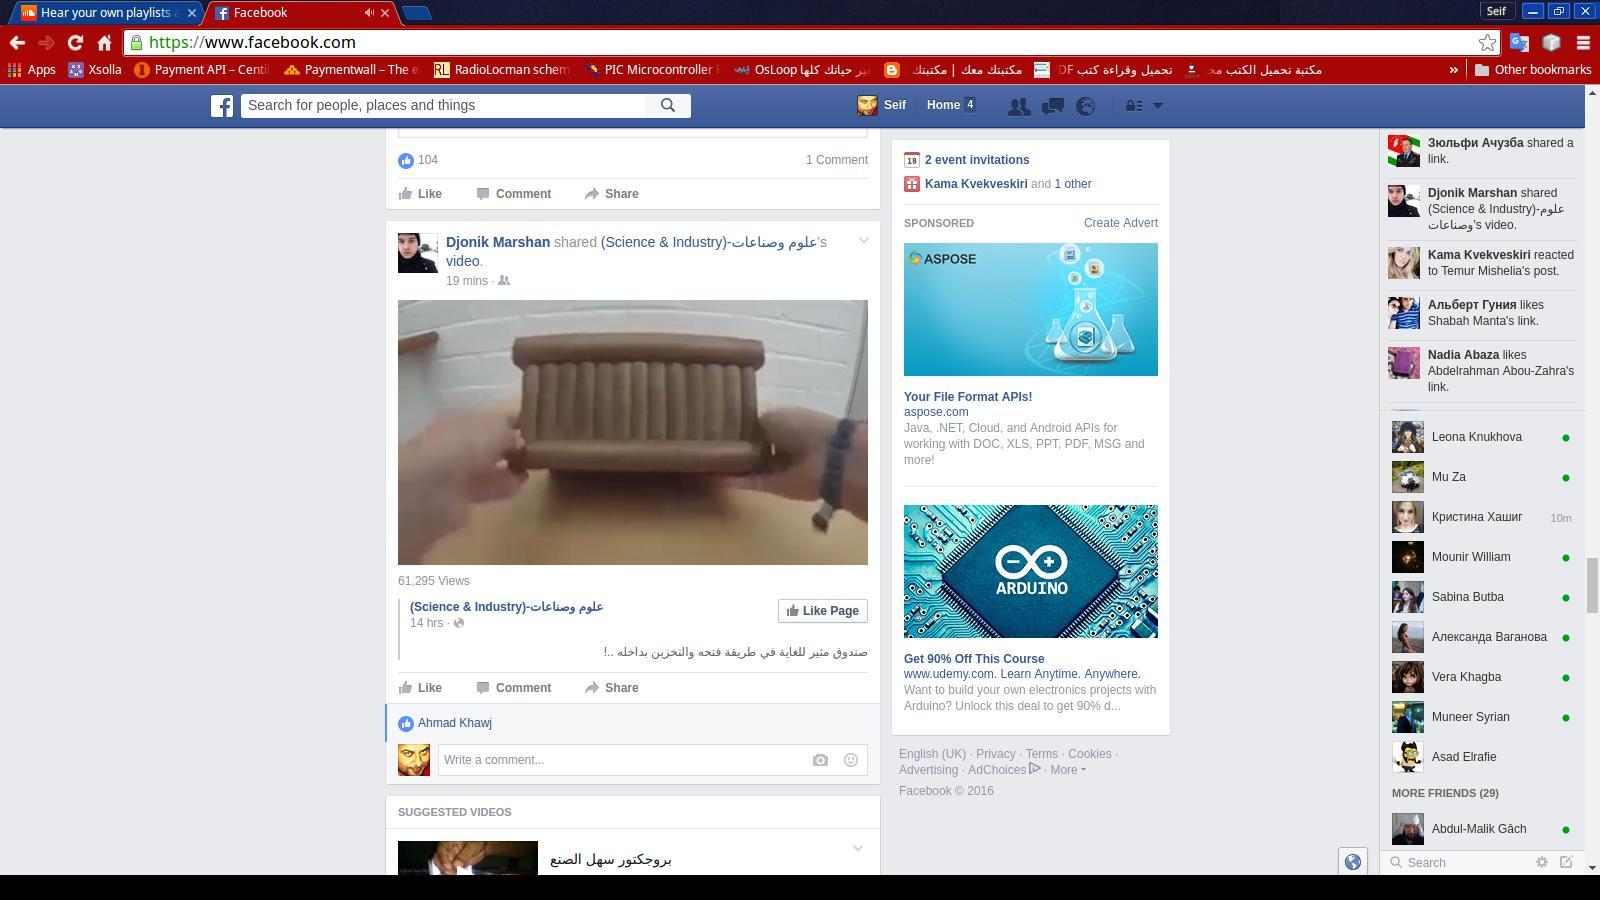 Hear your own playlists a
Facebook
Seif
https://www.facebook.com
Apps
Xsolla
Payment API – Centi
Paymentwall – The e
RadioLocman schem
PIC Microcontroller F
OsLoop غير حياتك كلها
مكتبتك معك | مكتبتك
تحميل وقراءة كتب DF
مكتبة تحميل الكتب مج
»
Other bookmarks
Search for people, places and things
Seif
Home 4
104
1 Comment
Like
Comment
Share
Djonik Marshan shared (Science & Industry)-علوم وصناعات's
video.
19 mins ·
61,295 Views
(Science & Industry)-علوم وصناعات
Like Page
14 hrs ·
صندوق مثير للغاية في طريقة فتحه والتخزين بداخله ..!
Like
Comment
Share
Ahmad Khawj
Write a comment...
SUGGESTED VIDEOS
بروجكتور سهل الصنع
18
2 event invitations
Kama Kvekveskiri and 1 other
SPONSORED
Create Advert
ASPOSE
Your File Format APIs!
aspose.com
Java, .NET, Cloud, and Android APIs for
working with DOC, XLS, PPT, PDF, MSG and
more!
ARDUINO
Get 90% Off This Course
www.udemy.com. Learn Anytime. Anywhere.
Want to build your own electronics projects with
Arduino? Unlock this deal to get 90% d...
English (UK) · Privacy · Terms · Cookies ·
Advertising · AdChoices · More
Facebook © 2016
Зюльфи Ачузба shared a
link.
Djonik Marshan shared
(Science & Industry)-علوم
وصناعات's video.
Kama Kvekveskiri reacted
to Temur Mishelia's post.
Альберт Гуния likes
Shabah Manta's link.
Nadia Abaza likes
Abdelrahman Abou-Zahra's
link.
Leona Knukhova
Mu Za
Кристина Хашиг
10m
Mounir William
Sabina Butba
Александа Ваганова
Vera Khagba
Muneer Syrian
Asad Elrafie
MORE FRIENDS (29)
Abdul-Malik Gâch
Search